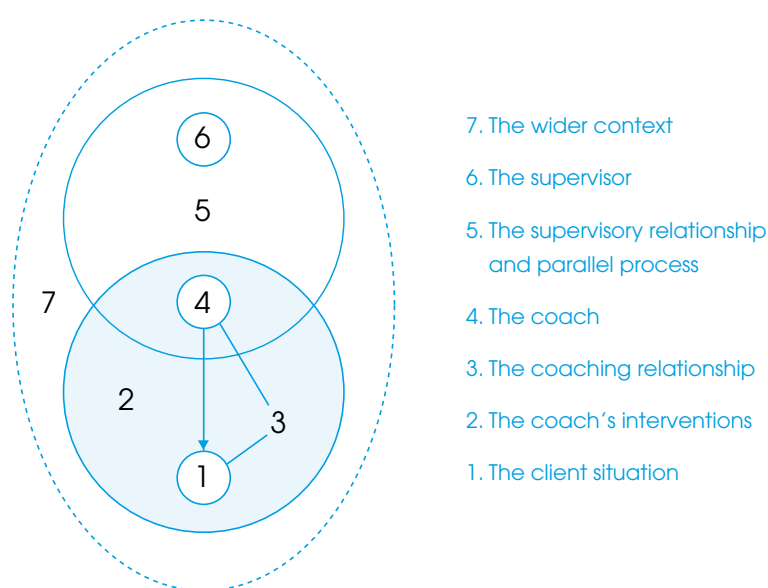 6
5
7
4
2
3
1
7. The wider context
6. The supervisor
5. The supervisory relationship
and parallel process
4. The coach
3. The coaching relationship
2. The coach’s interventions
1. The client situation